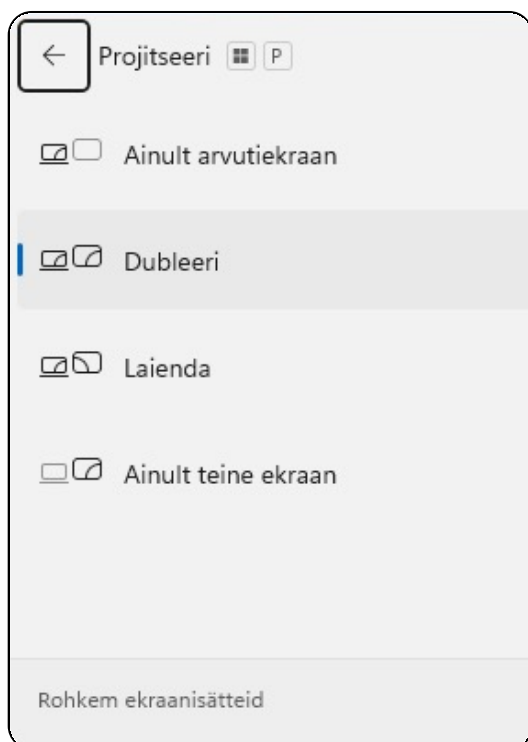 Projitseeri P
Ainult arvutiekraan
Dubleeri
Laienda
Ainult teine ekraan
Rohkem ekraanisätteid